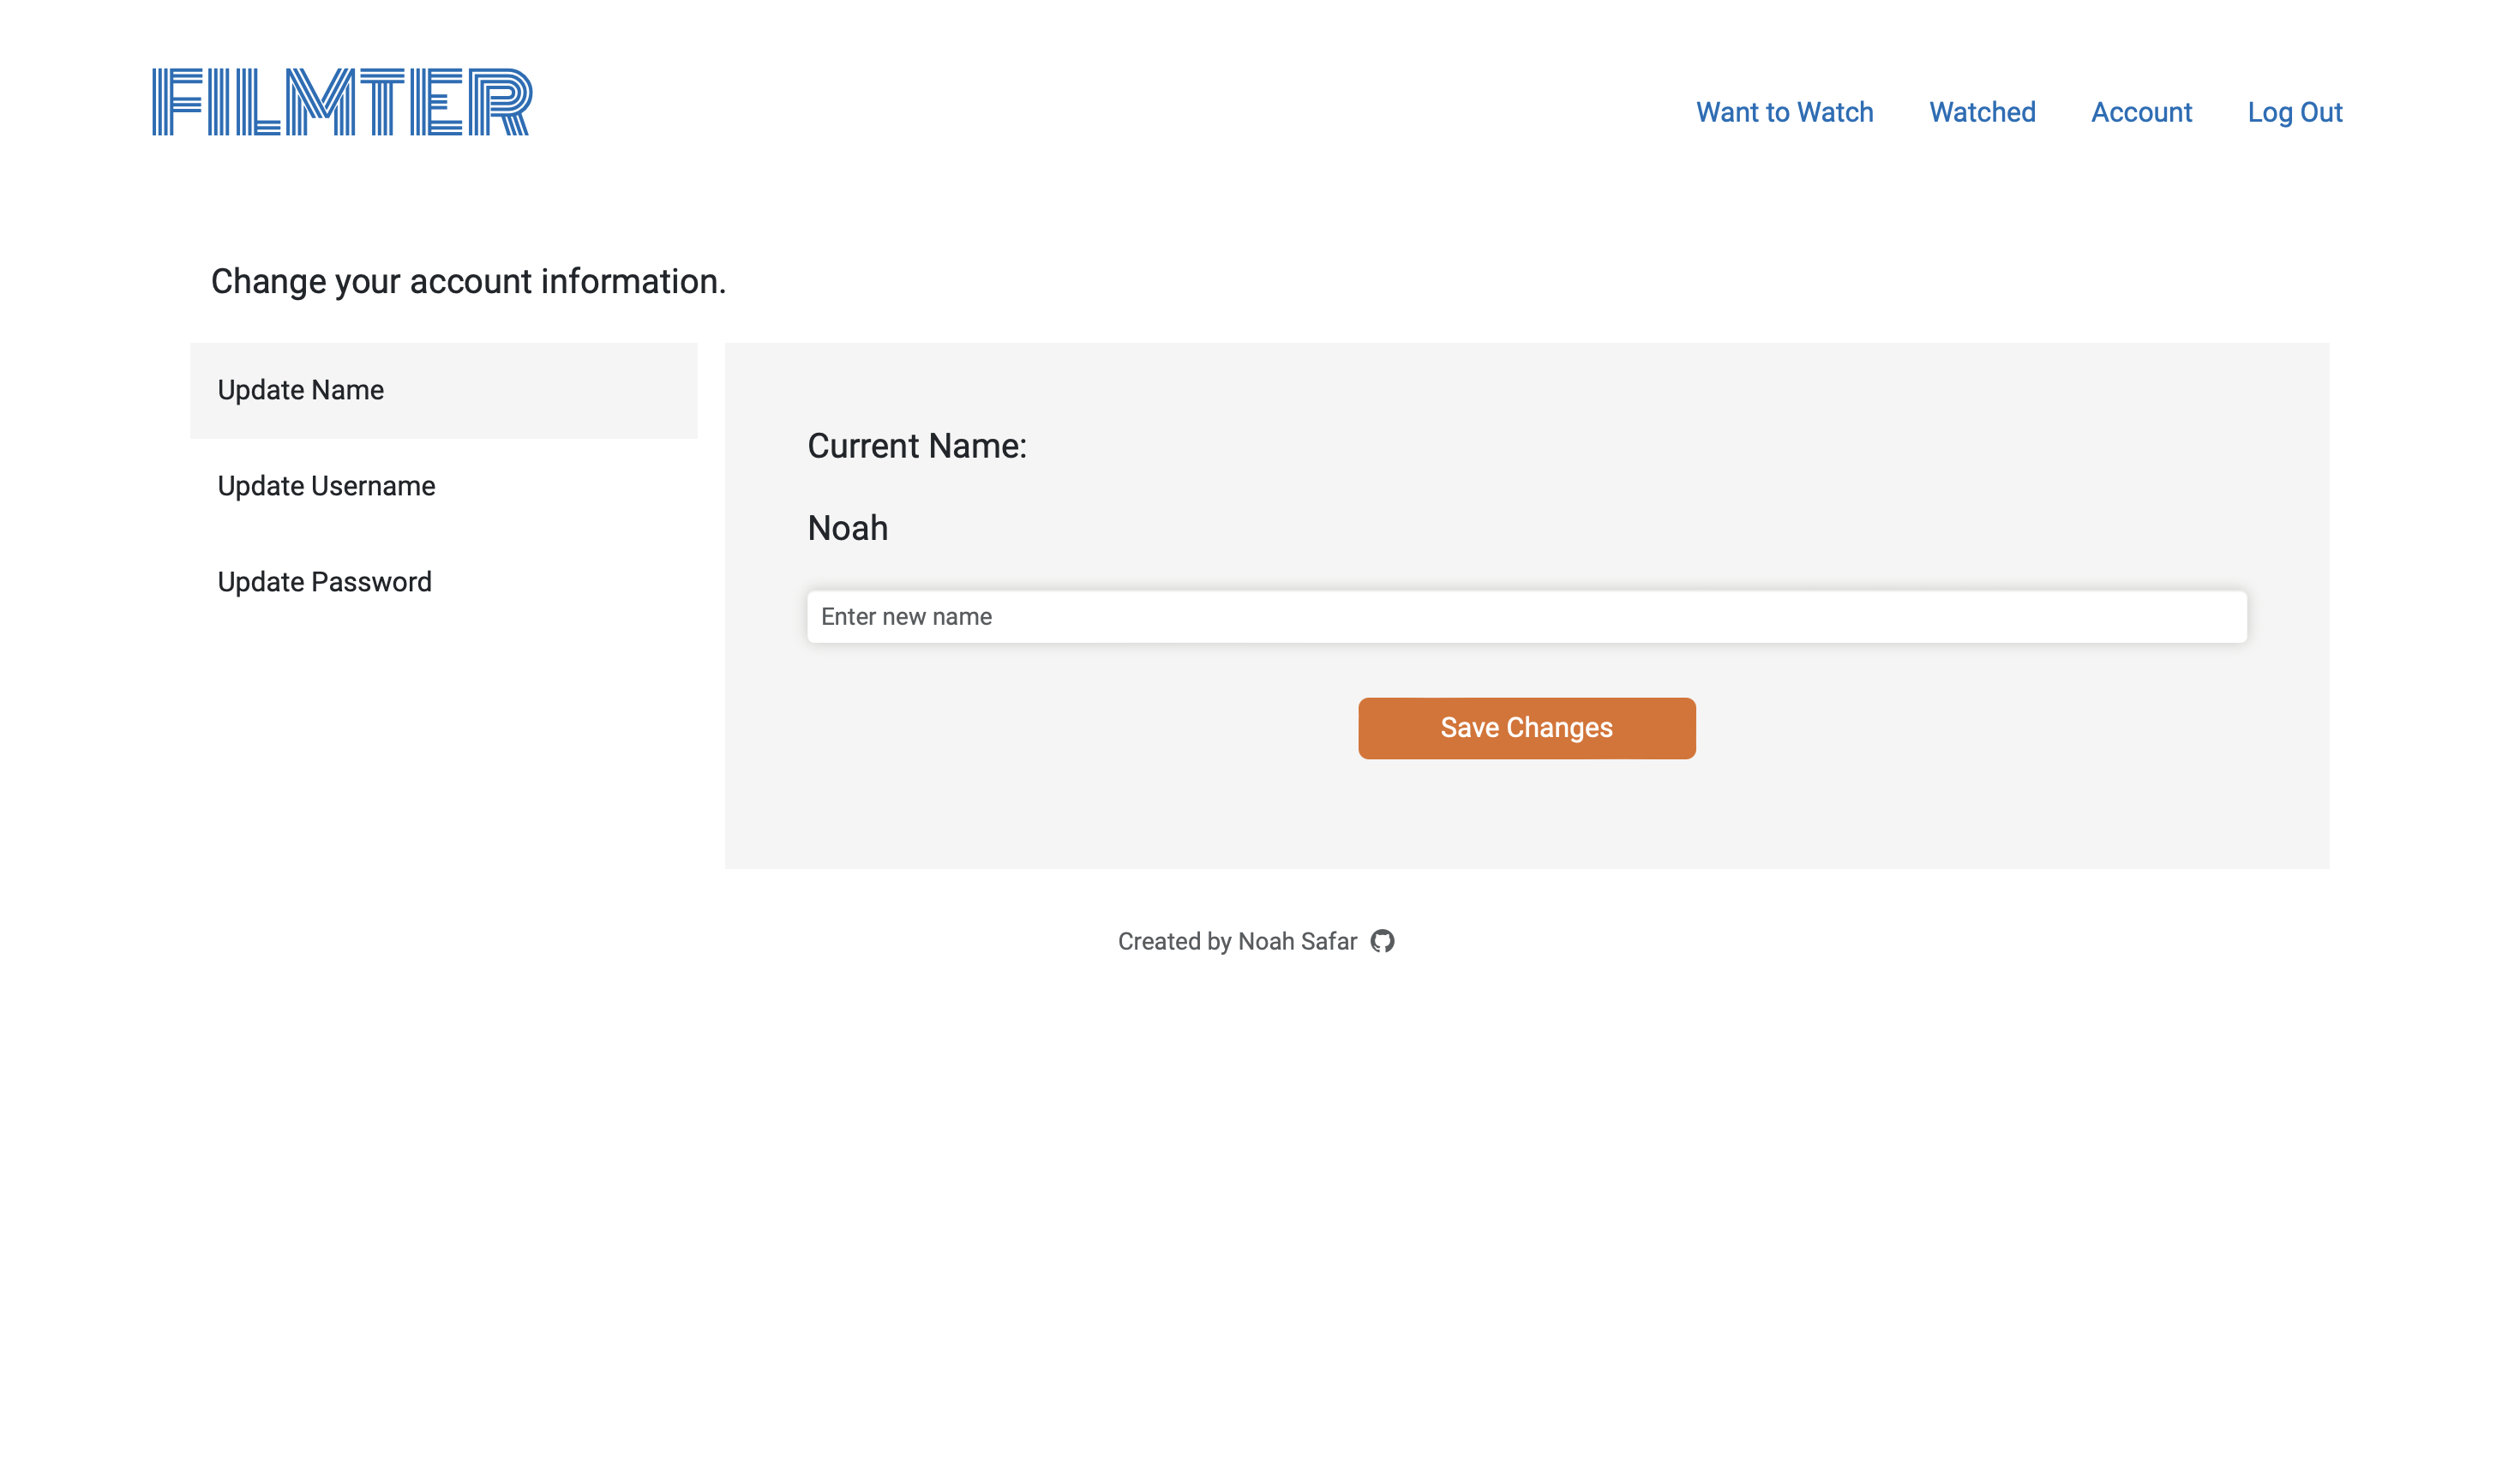 FILMTER
Want to Watch Watched Account Log Out
Change your account information.
Update Name
Update Username
Update Password
Current Name:
Noah
Enter new name
Save Changes
Created by Noah Safar